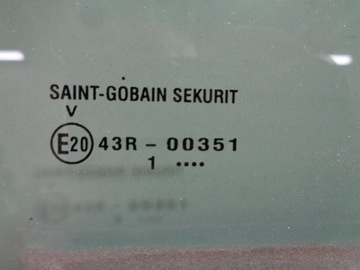 SAINT-GOBAIN SEKURIT
V
E20 43R - 00351
1 ....